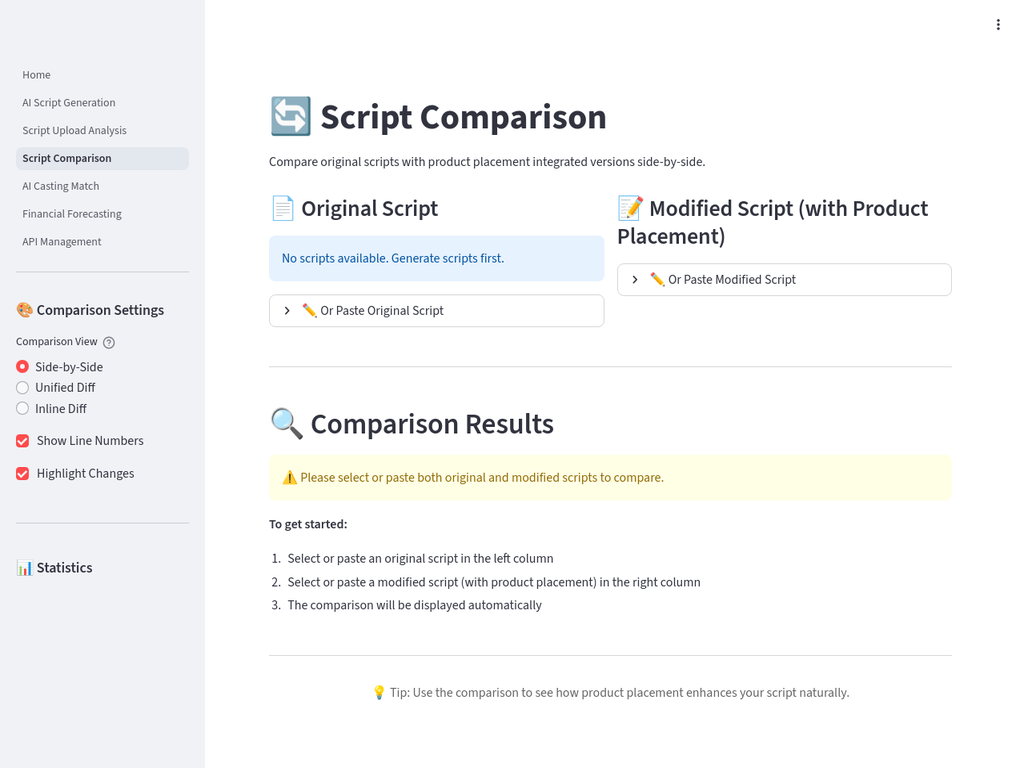 Home
AI Script Generation
Script Upload Analysis
Script Comparison
AI Casting Match
Financial Forecasting
API Management
🎨 Comparison Settings
Comparison View
Side-by-Side
Unified Diff
Inline Diff
Show Line Numbers
Highlight Changes
📊 Statistics
🔄 Script Comparison
Compare original scripts with product placement integrated versions side-by-side.
📄 Original Script
No scripts available. Generate scripts first.
✏️ Or Paste Original Script
📝 Modified Script (with Product
Placement)
✏️ Or Paste Modified Script
🔍 Comparison Results
⚠️ Please select or paste both original and modified scripts to compare.
To get started:
1. Select or paste an original script in the left column
2. Select or paste a modified script (with product placement) in the right column
3. The comparison will be displayed automatically
💡 Tip: Use the comparison to see how product placement enhances your script naturally.